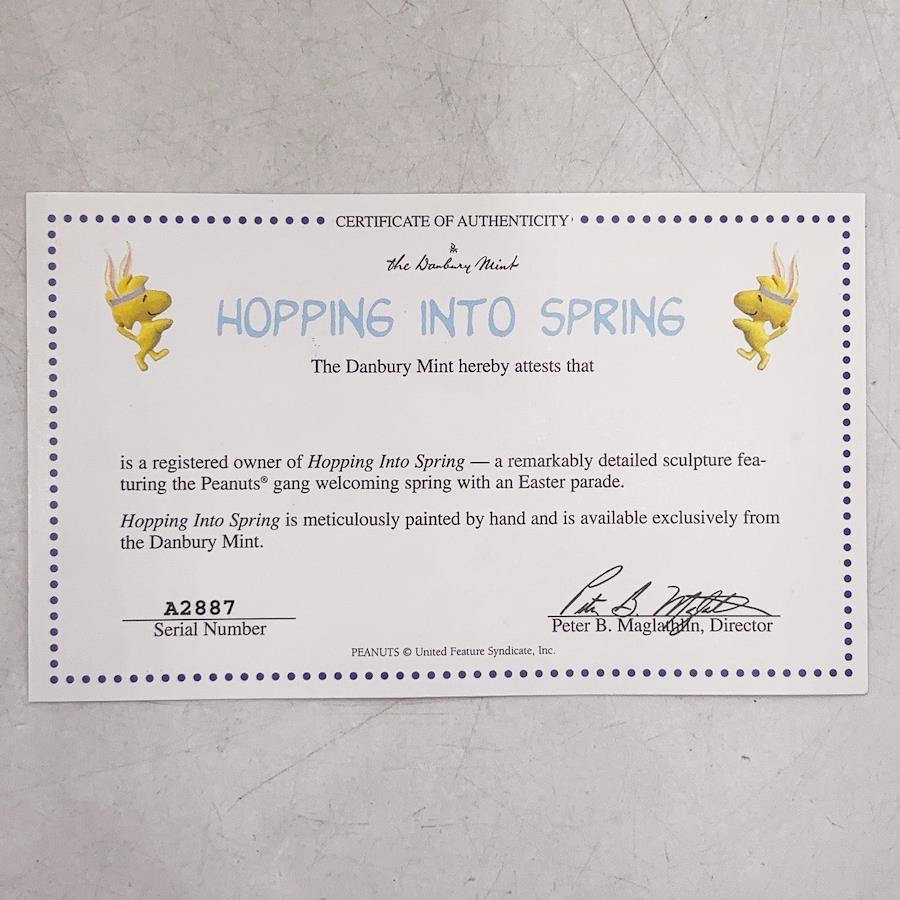 CERTIFICATE OF AUTHENTICITY
the Danbury Mint
HOPPING INTO SPRING
The Danbury Mint hereby attests that
is a registered owner of Hopping Into Spring — a remarkably detailed sculpture fea-
turing the Peanuts® gang welcoming spring with an Easter parade.
Hopping Into Spring is meticulously painted by hand and is available exclusively from
the Danbury Mint.
A2887
Serial Number
Peter B. Maglathlin
Peter B. Maglathlin, Director
PEANUTS © United Feature Syndicate, Inc.